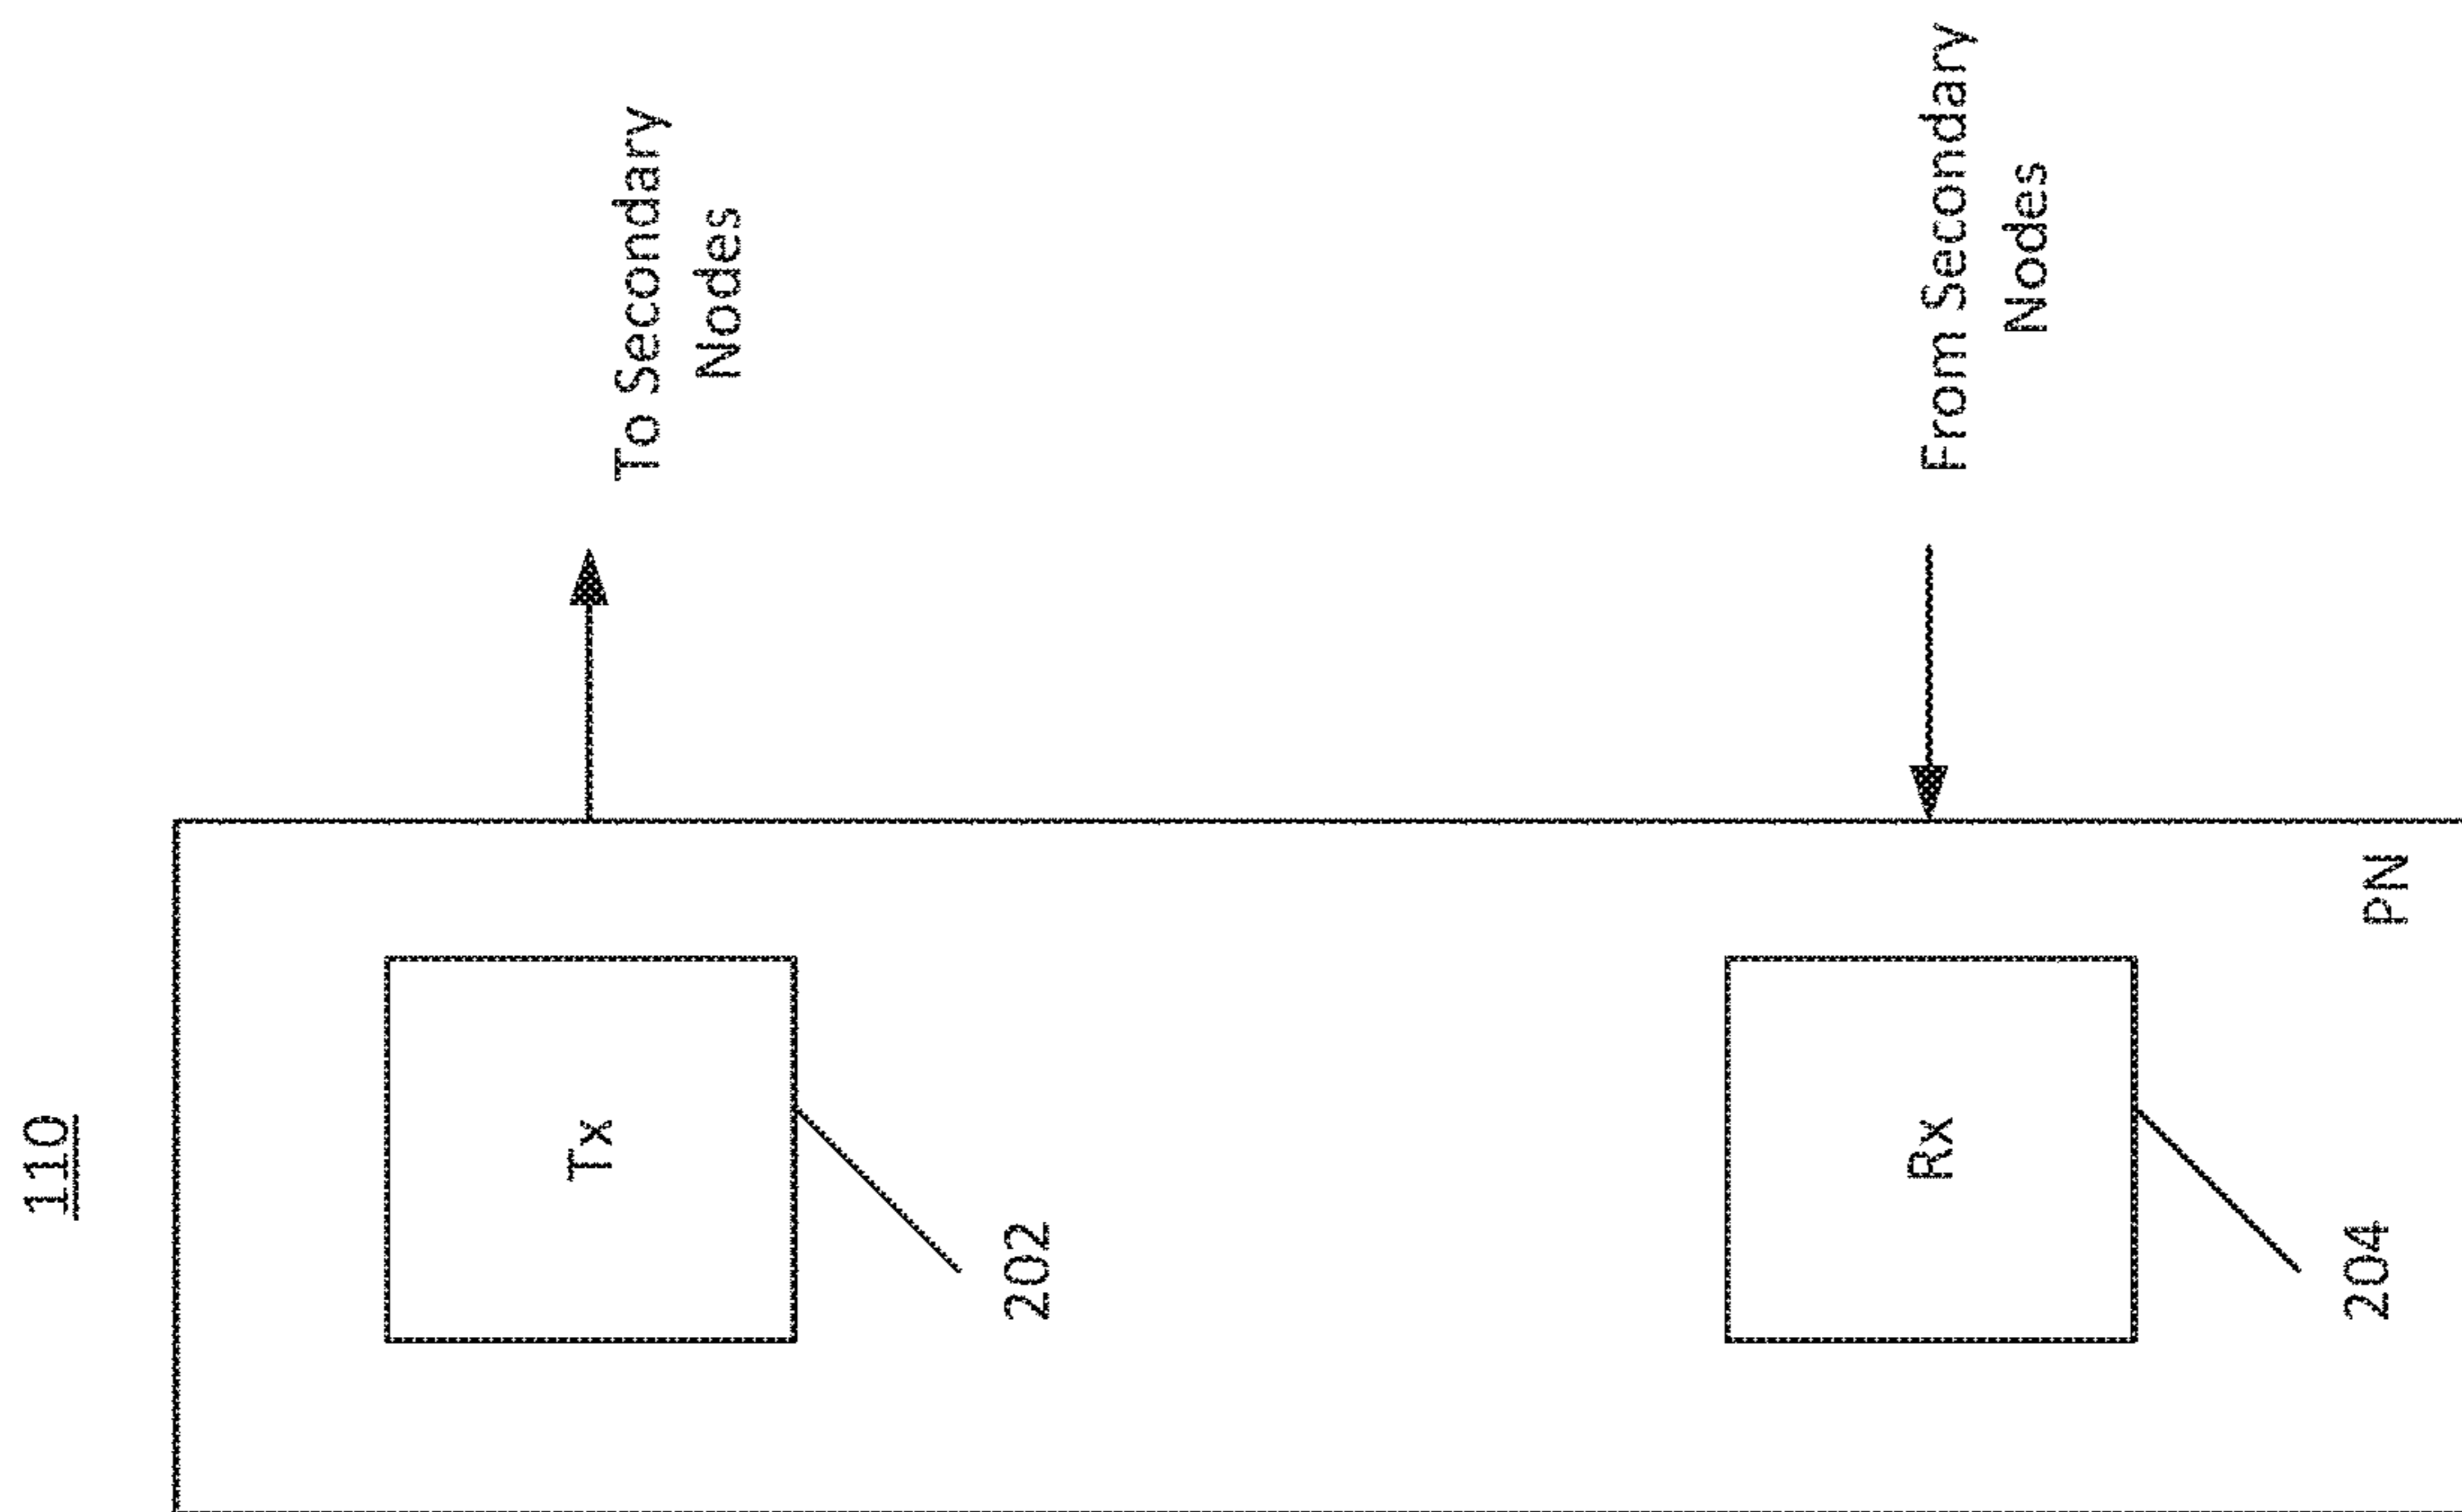 110
Tx
202
To Secondary
Nodes
Rx
204
From Secondary
Nodes
PN